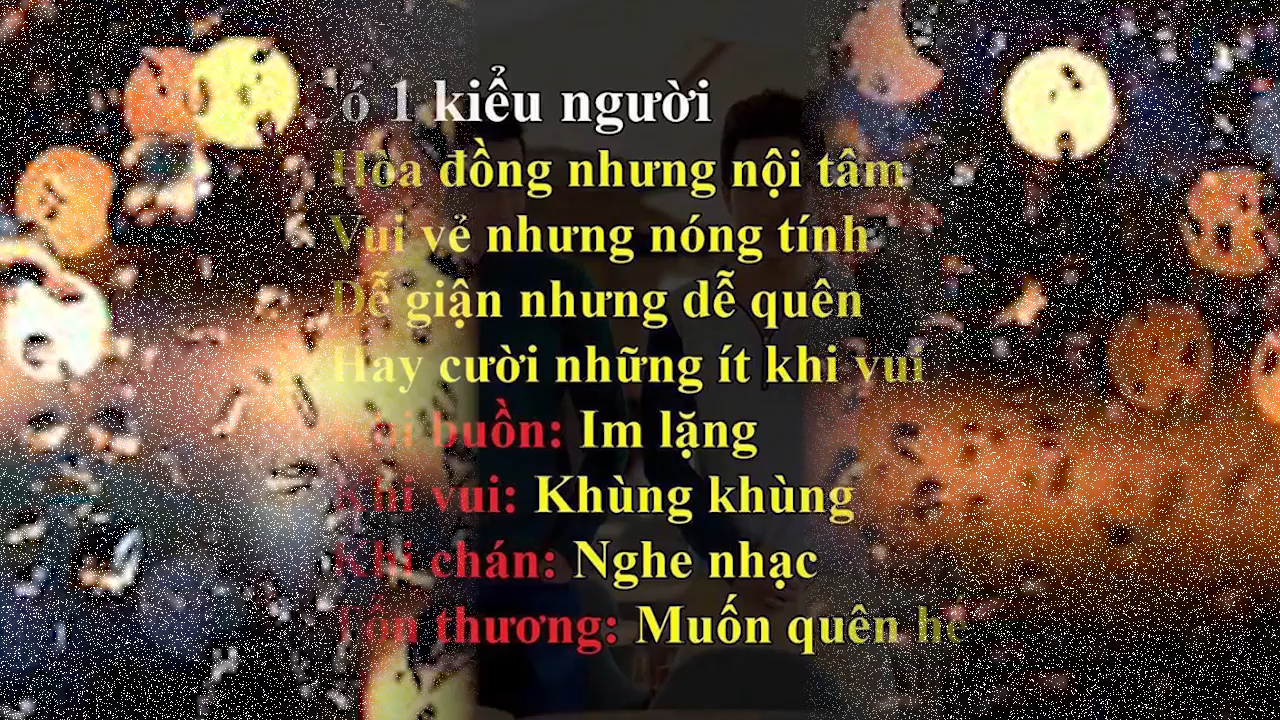 ó 1 kiểu người
Hòa đồng nhưng nội tâm
Vui vẻ nhưng nóng tính
Dễ giận nhưng dễ quên
Hay cười những ít khi vui
Khi buồn: Im lặng
Khi vui: Khùng khùng
Khi chán: Nghe nhạc
Tổn thương: Muốn quên